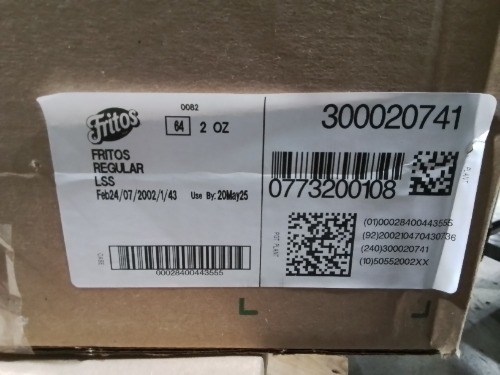 Fritos
0082
64 2 OZ
FRITOS
REGULAR
LSS
Feb24/07/2002/1/43 Use By: 20May25
00028400443555
300020741
0773200108
(01)00028400443555
(92)200210470430736
(240)300020741
(10)50552002XX